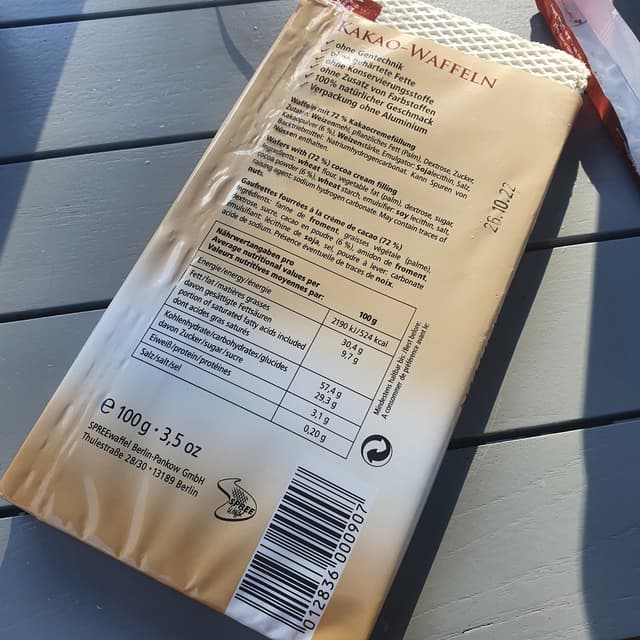 KAKAO-WAFFELN
✓ ohne Gentechnik
✓ ohne gehärtete Fette
✓ ohne Konservierungsstoffe
✓ ohne Zusatz von Farbstoffen
✓ 100% natürlicher Geschmack
✓ Verpackung ohne Aluminium
Waffeln mit 72 % Kakaocremefüllung
Zutaten: Weizenmehl, pflanzliches Fett (Palm), Dextrose, Zucker,
Kakaopulver (6 %), Weizenstärke, Emulgator: Sojalecithin, Salz,
Backtriebmittel: Natriumhydrogencarbonat. Kann Spuren von
Nüssen enthalten.
Wafers with (72 %) cocoa cream filling
Ingredients: wheat flour, vegetable fat (palm), dextrose, sugar,
cocoa powder (6 %), wheat starch, emulsifier: soy lecithin, salt,
agent: sodium hydrogen carbonate. May contain traces of
nuts.
Gaufrettes fourrées à la crème de cacao (72 %)
Ingrédients: farine de froment, graisses végétale (palme),
dextrose, sucre, cacao en poudre (6 %), amidon de froment,
émulsifiant: lécithine de soja, sel, poudre à lever: carbonate
acide de sodium. Présence éventuelle de traces de noix.
26.10.22
Nährwertangaben pro
Average nutritional values per
Valeurs nutritives moyennes par: 100 g
Energie/energy/énergie 2190 kJ/524 kcal
Fett/fat/matières grasses 30,4 g
davon gesättigte Fettsäuren 9,7 g
portion of saturated fatty acids included
dont acides gras saturés
Kohlenhydrate/carbohydrates/glucides 57,4 g
davon Zucker/sugar/sucre 29,3 g
Eiweiß/protein/protéines 3,1 g
Salz/salt/sel 0,20 g
Mindestens haltbar bis: /Best before:
A consommer de préférence avant le:
e 100 g · 3,5 oz
SPREEwaffel Berlin-Pankow GmbH
Thulestraße 28/30 · 13189 Berlin
SPREE
012836 000907